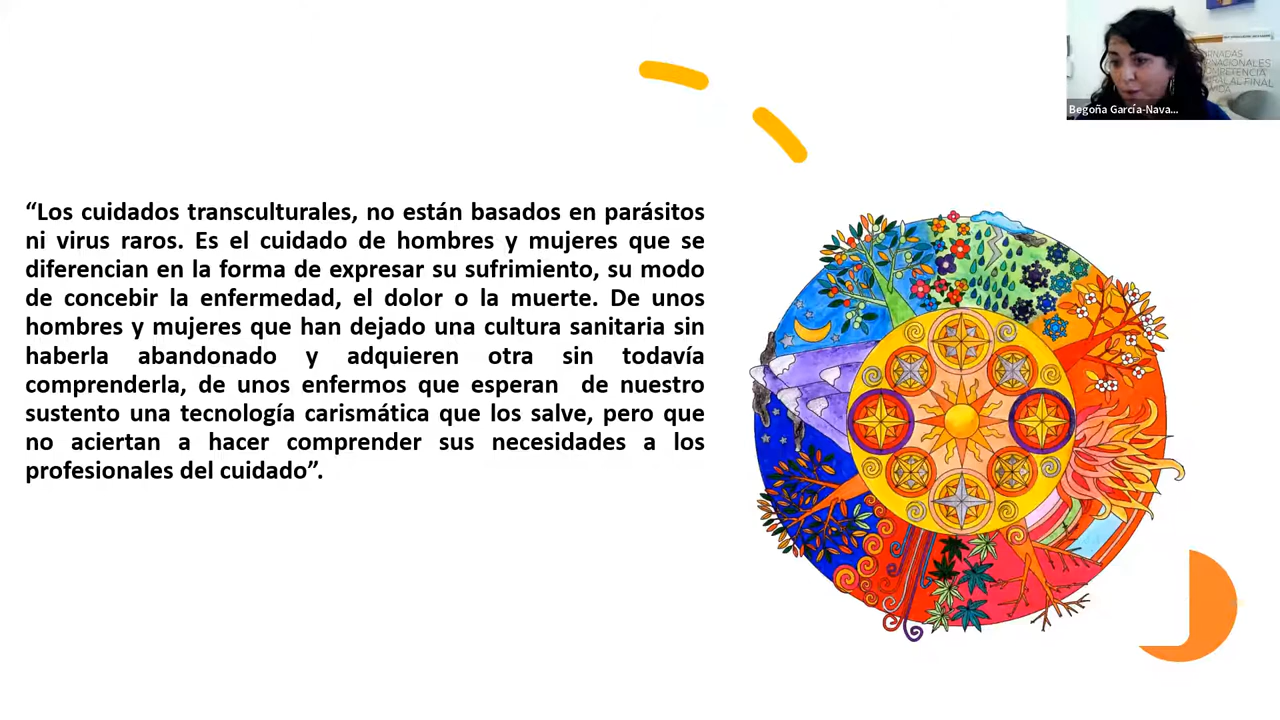 “Los cuidados transculturales, no están basados en parásitos
ni virus raros. Es el cuidado de hombres y mujeres que se
diferencian en la forma de expresar su sufrimiento, su modo
de concebir la enfermedad, el dolor o la muerte. De unos
hombres y mujeres que han dejado una cultura sanitaria sin
haberla abandonado y adquieren otra sin todavía
comprenderla, de unos enfermos que esperan de nuestro
sustento una tecnología carismática que los salve, pero que
no aciertan a hacer comprender sus necesidades a los
profesionales del cuidado”.
Begoña García-Nava...